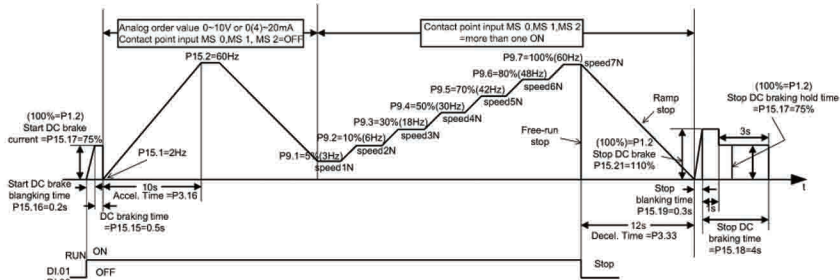 Analog order value 0~10V or 0(4)~20mA
Contact point input MS 0,MS 1, MS 2=OFF
Contact point input MS 0,MS 1,MS 2
=more than one ON
P15.2=60Hz
P9.7=100%(60Hz)
speed7N
P9.6=80%(48Hz)
speed6N
P9.5=70%(42Hz)
speed5N
P9.4=50%(30Hz)
speed4N
P9.3=30%(18Hz)
speed3N
P9.2=10%(6Hz)
speed2N
P9.1=5%(3Hz)
speed1N
(100%=P1.2)
Start DC brake
current =P15.17=75%
P15.1=2Hz
Start DC brake
blangking time
P15.16=0.2s
10s
Accel. Time =P3.16
DC braking time
=P15.15=0.5s
Free-run
stop
Ramp
stop
(100%)=P1.2
Stop DC brake
P15.21=110%
(100%=P1.2)
Stop DC braking hold time
=P15.17=75%
3s
t
Stop
blanking time
P15.19=0.3s
1s
12s
Decel. Time =P3.33
Stop DC
braking time
=P15.18=4s
RUN
ON
DI.01
OFF
Stop